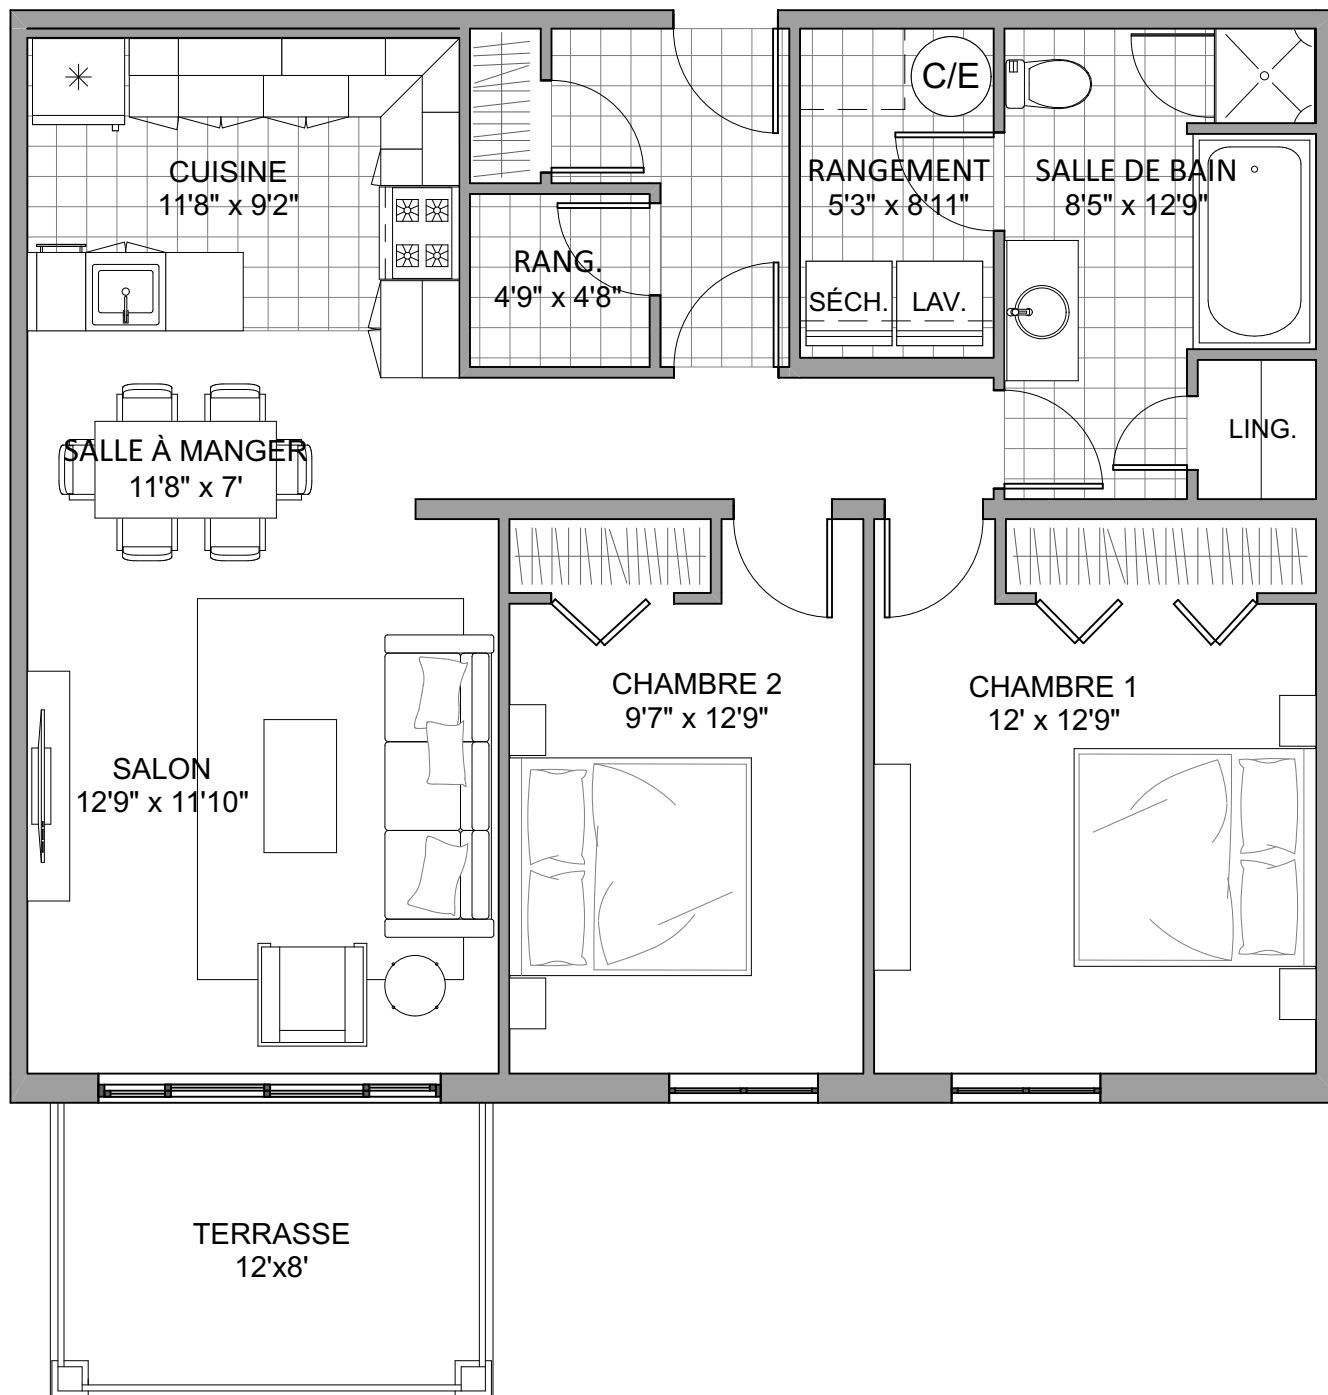 C/E
CUISINE
11'8" x 9'2"
RANGEMENT
5'3" x 8'11"
SALLE DE BAIN
8'5" x 12'9"
RANG.
4'9" x 4'8"
SÉCH.
LAV.
LING.
SALLE À MANGER
11'8" x 7'
CHAMBRE 2
9'7" x 12'9"
CHAMBRE 1
12' x 12'9"
SALON
12'9" x 11'10"
TERRASSE
12'x8'